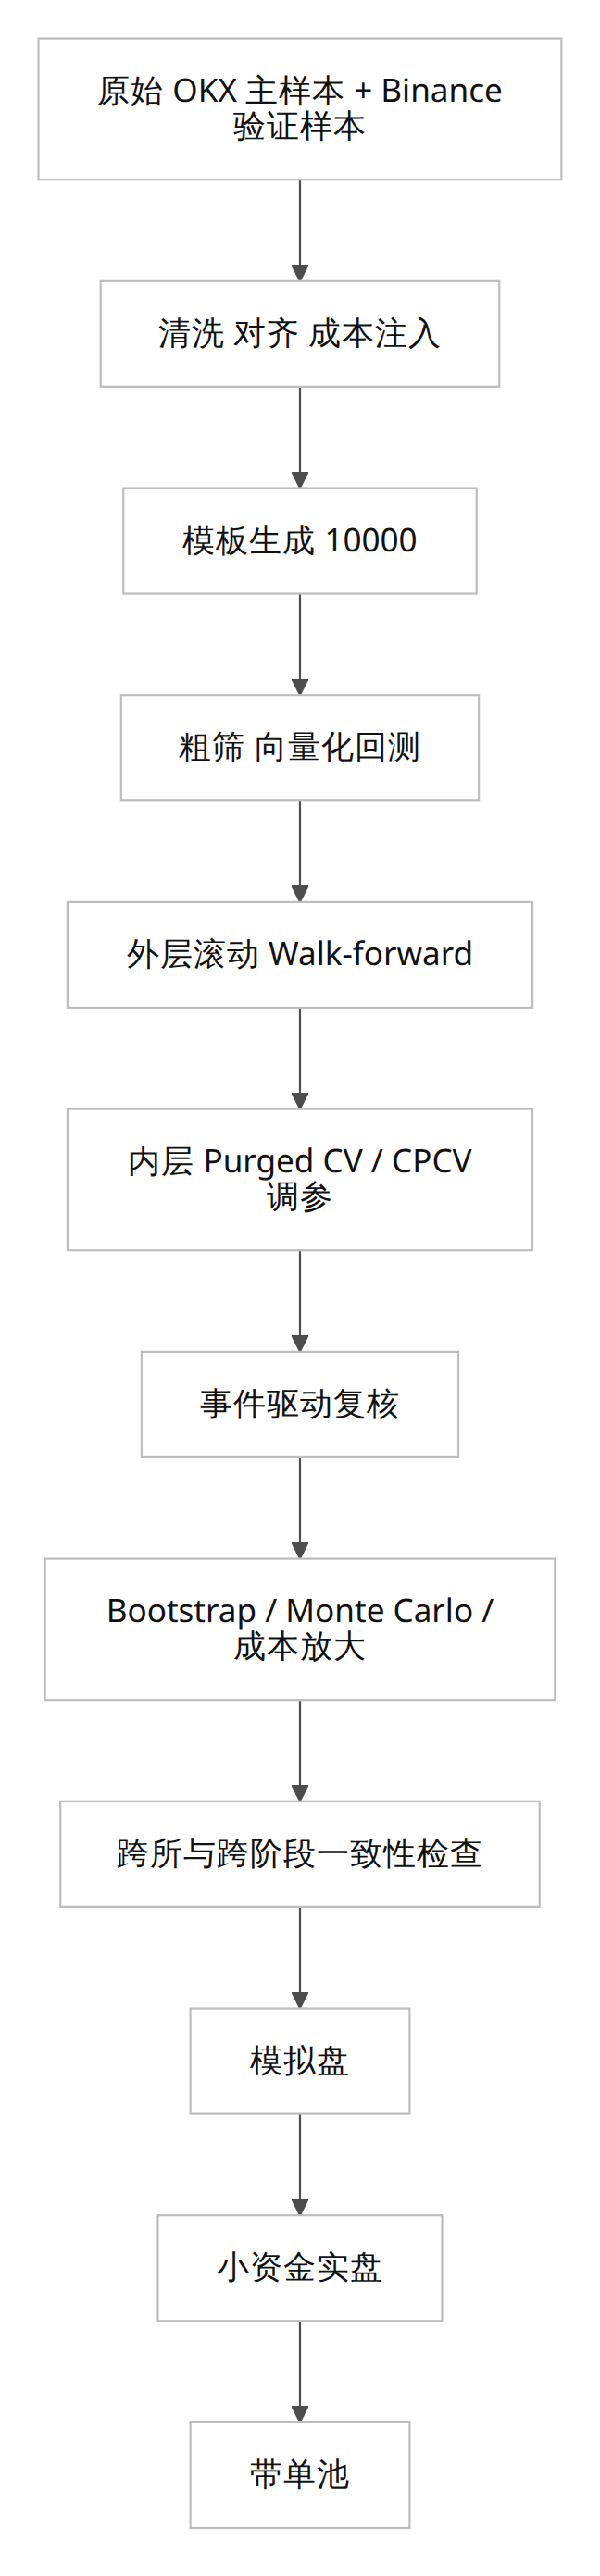 原始 OKX 主样本 + Binance
验证样本
清洗 对齐 成本注入
模板生成 10000
粗筛 向量化回测
外层滚动 Walk-forward
内层 Purged CV / CPCV
调参
事件驱动复核
Bootstrap / Monte Carlo /
成本放大
跨所与跨阶段一致性检查
模拟盘
小资金实盘
带单池